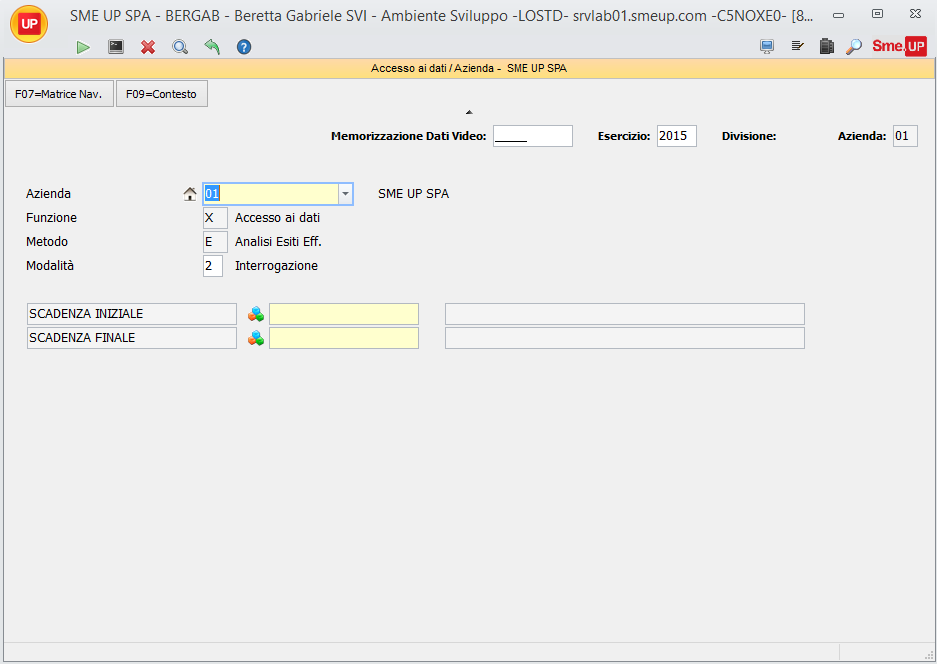 UP
SME UP SPA - BERGAB - Beretta Gabriele SVI - Ambiente Sviluppo -LOSTD- srvlab01.smeup.com -C5NOXE0- [8...
Sme.UP
Accesso ai dati / Azienda - SME UP SPA
F07=Matrice Nav. F09=Contesto
Memorizzazione Dati Video: Esercizio: 2015 Divisione: Azienda: 01
Azienda 01 SME UP SPA
Funzione X Accesso ai dati
Metodo E Analisi Esiti Eff.
Modalità 2 Interrogazione
SCADENZA INIZIALE
SCADENZA FINALE